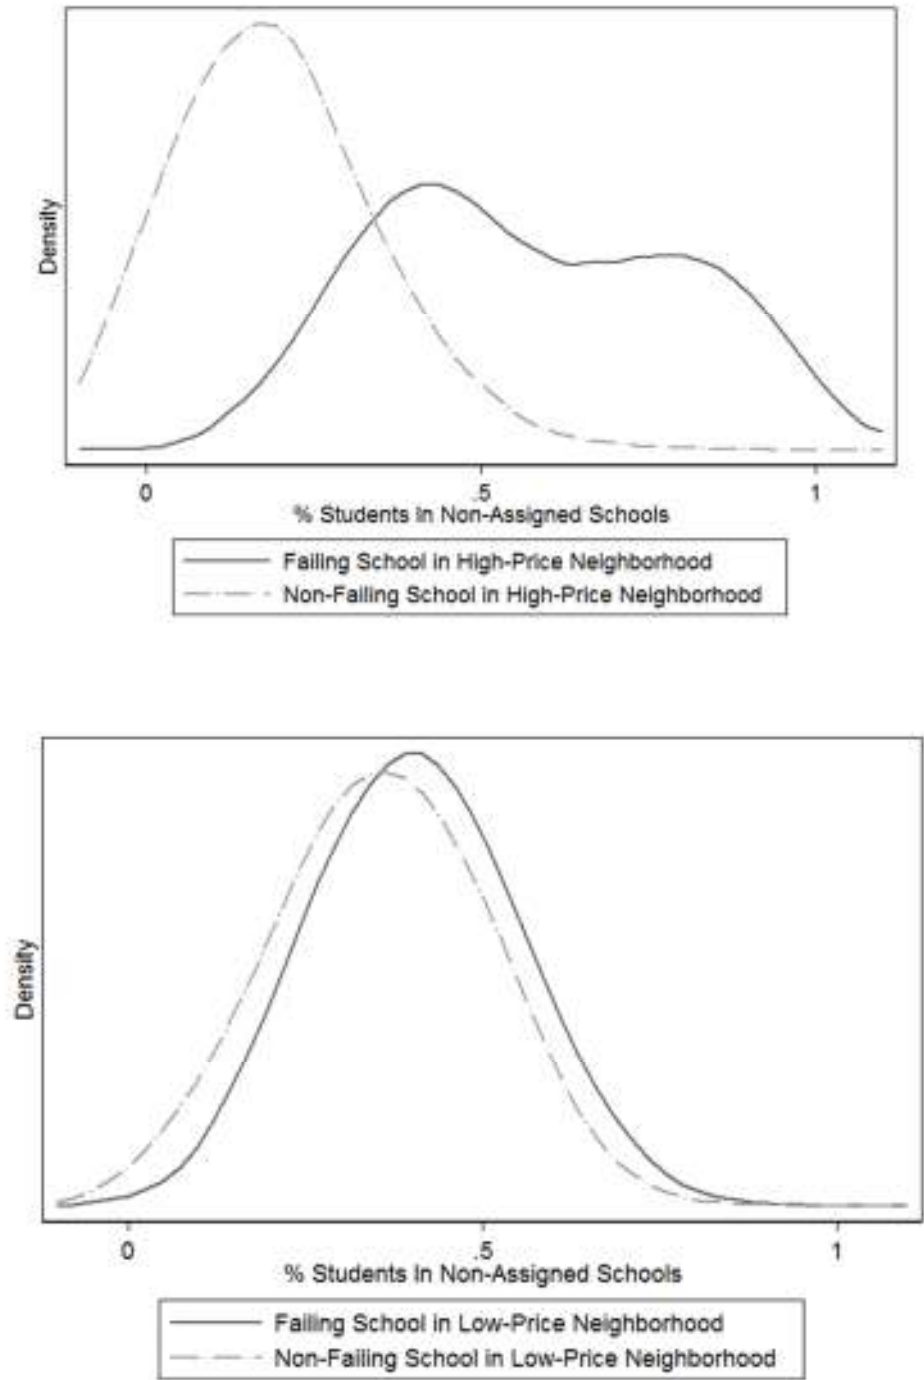 Density
0
.5
1
% Students In Non-Assigned Schools
Failing School in High-Price Neighborhood
Non-Failing School in High-Price Neighborhood
Density
0
.5
1
% Students In Non-Assigned Schools
Failing School in Low-Price Neighborhood
Non-Failing School in Low-Price Neighborhood